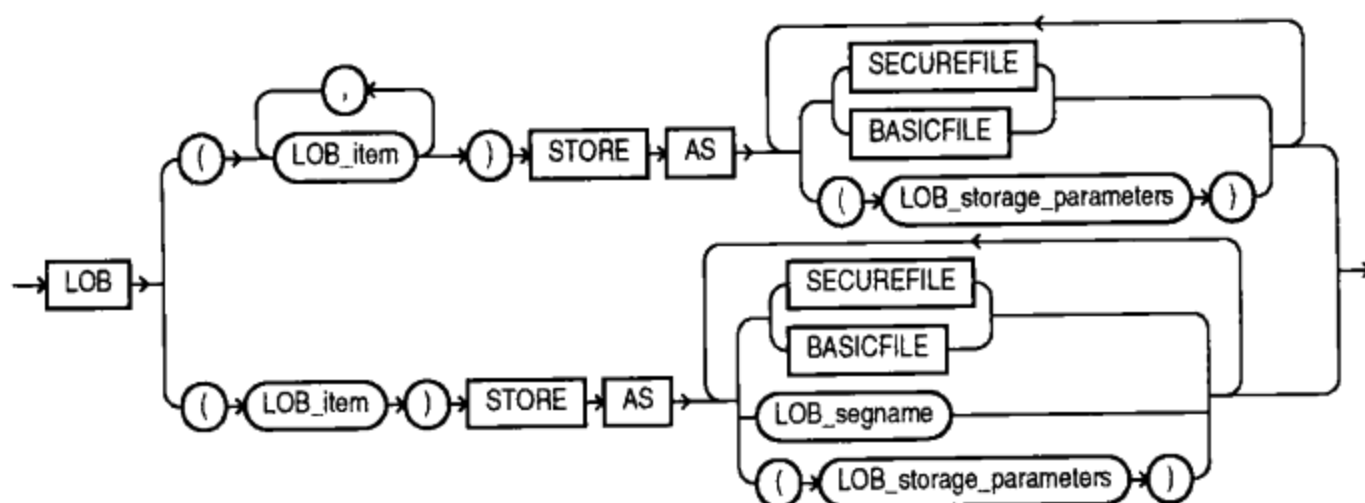 SECUREFILE
,
BASICFILE
( LOB_item ) STORE AS
( LOB_storage_parameters )
LOB
SECUREFILE
BASICFILE
( LOB_item ) STORE AS
LOB_segname
( LOB_storage_parameters )